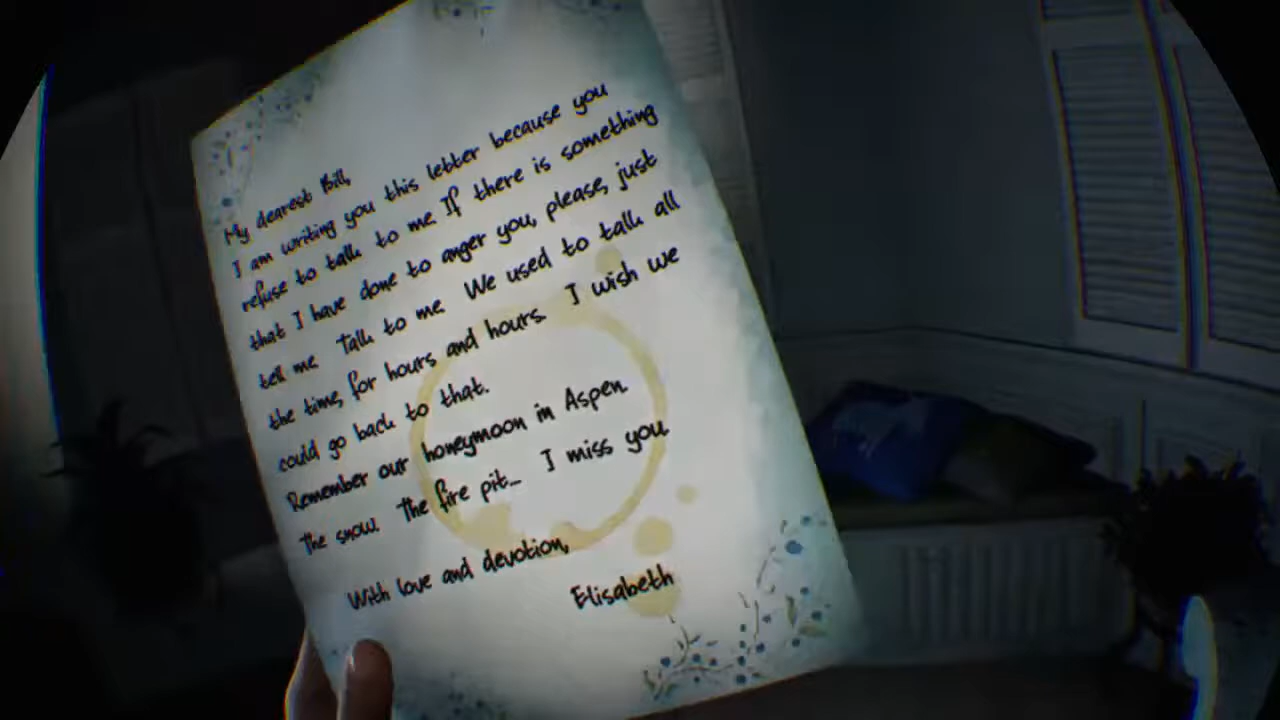 My dearest Bill,
I am writing you this letter because you
refuse to talk to me. If there is something
that I have done to anger you, please, just
tell me. Talk to me. We used to talk all
the time, for hours and hours. I wish we
could go back to that.
Remember our honeymoon in Aspen.
The snow. The fire pit... I miss you.
With love and devotion,
Elisabeth